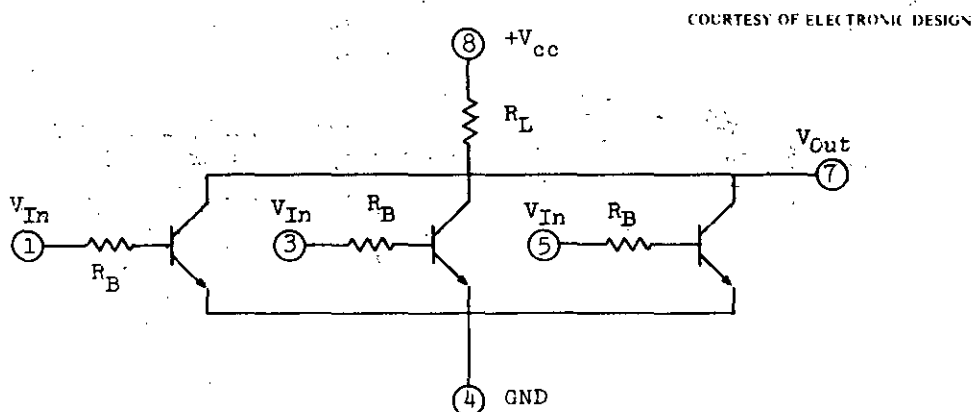 COURTESY OF ELECTRONIC DESIGN
8 +Vcc
RL
VOut
7
VIn
1
RB
VIn
3
RB
VIn
5
RB
4 GND